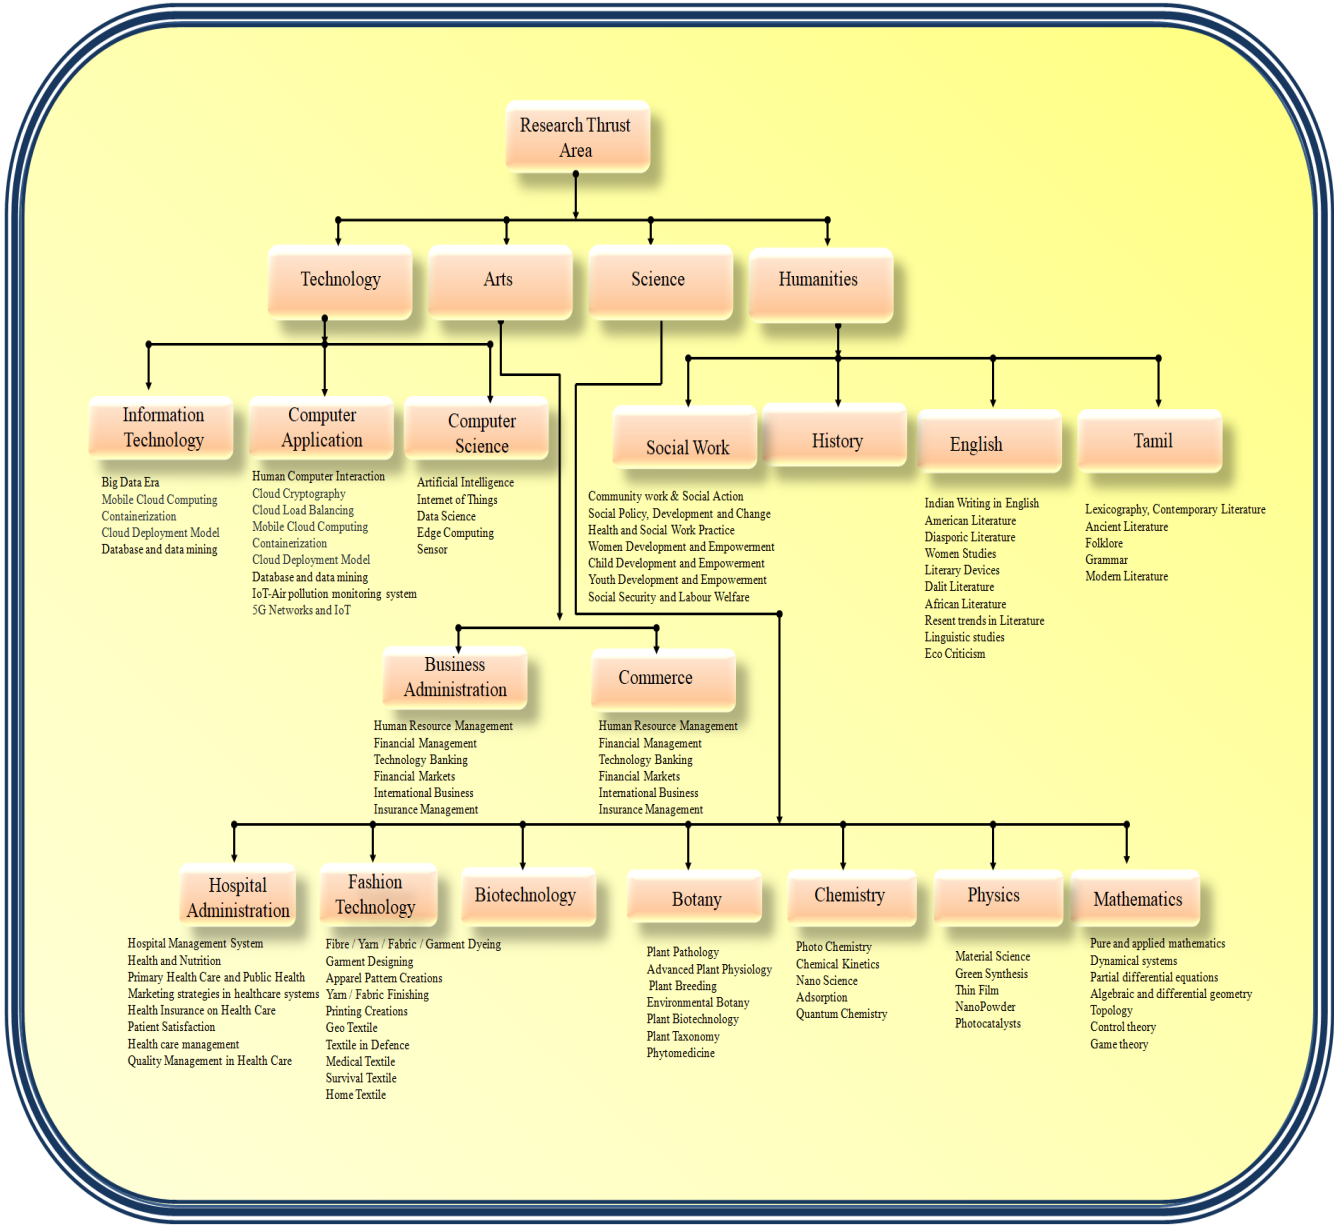 Research Thrust
Area
Technology
Arts
Science
Humanities
Information
Technology
Big Data Era
Mobile Cloud Computing
Containerization
Cloud Deployment Model
Database and data mining
Computer
Application
Human Computer Interaction
Cloud Cryptography
Cloud Load Balancing
Mobile Cloud Computing
Containerization
Cloud Deployment Model
Database and data mining
IoT-Air pollution monitoring system
5G Networks and IoT
Computer
Science
Artificial Intelligence
Internet of Things
Data Science
Edge Computing
Sensor
Social Work
Community work & Social Action
Social Policy, Development and Change
Health and Social Work Practice
Women Development and Empowerment
Child Development and Empowerment
Youth Development and Empowerment
Social Security and Labour Welfare
History
English
Indian Writing in English
American Literature
Diasporic Literature
Women Studies
Literary Devices
Dalit Literature
African Literature
Resent trends in Literature
Linguistic studies
Eco Criticism
Tamil
Lexicography, Contemporary Literature
Ancient Literature
Folklore
Grammar
Modern Literature
Business
Administration
Human Resource Management
Financial Management
Technology Banking
Financial Markets
International Business
Insurance Management
Commerce
Human Resource Management
Financial Management
Technology Banking
Financial Markets
International Business
Insurance Management
Hospital
Administration
Hospital Management System
Health and Nutrition
Primary Health Care and Public Health
Marketing strategies in healthcare systems
Health Insurance on Health Care
Patient Satisfaction
Health care management
Quality Management in Health Care
Fashion
Technology
Fibre / Yarn / Fabric / Garment Dyeing
Garment Designing
Apparel Pattern Creations
Yarn / Fabric Finishing
Printing Creations
Geo Textile
Textile in Defence
Medical Textile
Survival Textile
Home Textile
Biotechnology
Botany
Plant Pathology
Advanced Plant Physiology
Plant Breeding
Environmental Botany
Plant Biotechnology
Plant Taxonomy
Phytomedicine
Chemistry
Photo Chemistry
Chemical Kinetics
Nano Science
Adsorption
Quantum Chemistry
Physics
Material Science
Green Synthesis
Thin Film
NanoPowder
Photocatalysts
Mathematics
Pure and applied mathematics
Dynamical systems
Partial differential equations
Algebraic and differential geometry
Topology
Control theory
Game theory